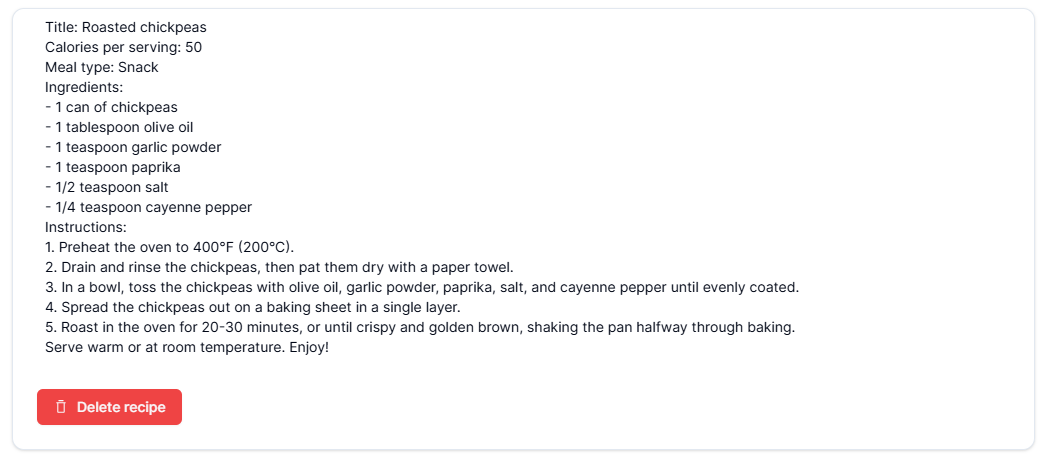 Title: Roasted chickpeas
Calories per serving: 50
Meal type: Snack
Ingredients:
- 1 can of chickpeas
- 1 tablespoon olive oil
- 1 teaspoon garlic powder
- 1 teaspoon paprika
- 1/2 teaspoon salt
- 1/4 teaspoon cayenne pepper
Instructions:
1. Preheat the oven to 400°F (200°C).
2. Drain and rinse the chickpeas, then pat them dry with a paper towel.
3. In a bowl, toss the chickpeas with olive oil, garlic powder, paprika, salt, and cayenne pepper until evenly coated.
4. Spread the chickpeas out on a baking sheet in a single layer.
5. Roast in the oven for 20-30 minutes, or until crispy and golden brown, shaking the pan halfway through baking.
Serve warm or at room temperature. Enjoy!
Delete recipe